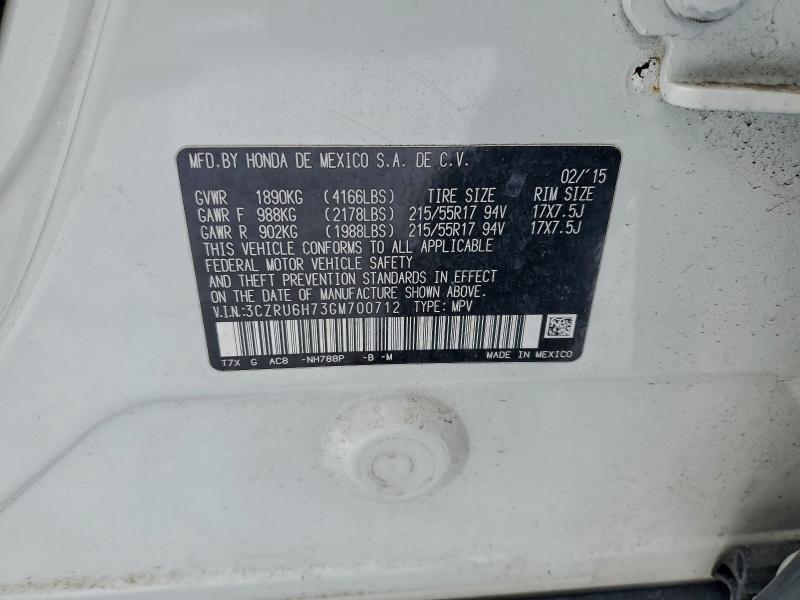 MFD.BY HONDA DE MEXICO S.A. DE C.V.
02/'15
GVWR 1890KG (4166LBS) TIRE SIZE RIM SIZE
GAWR F 988KG (2178LBS) 215/55R17 94V 17X7.5J
GAWR R 902KG (1988LBS) 215/55R17 94V 17X7.5J
THIS VEHICLE CONFORMS TO ALL APPLICABLE
FEDERAL MOTOR VEHICLE SAFETY
AND THEFT PREVENTION STANDARDS IN EFFECT
ON THE DATE OF MANUFACTURE SHOWN ABOVE.
V.I.N:3CZRU6H73GM700712 TYPE: MPV
T7X G AC8 -NH788P -B -M MADE IN MEXICO